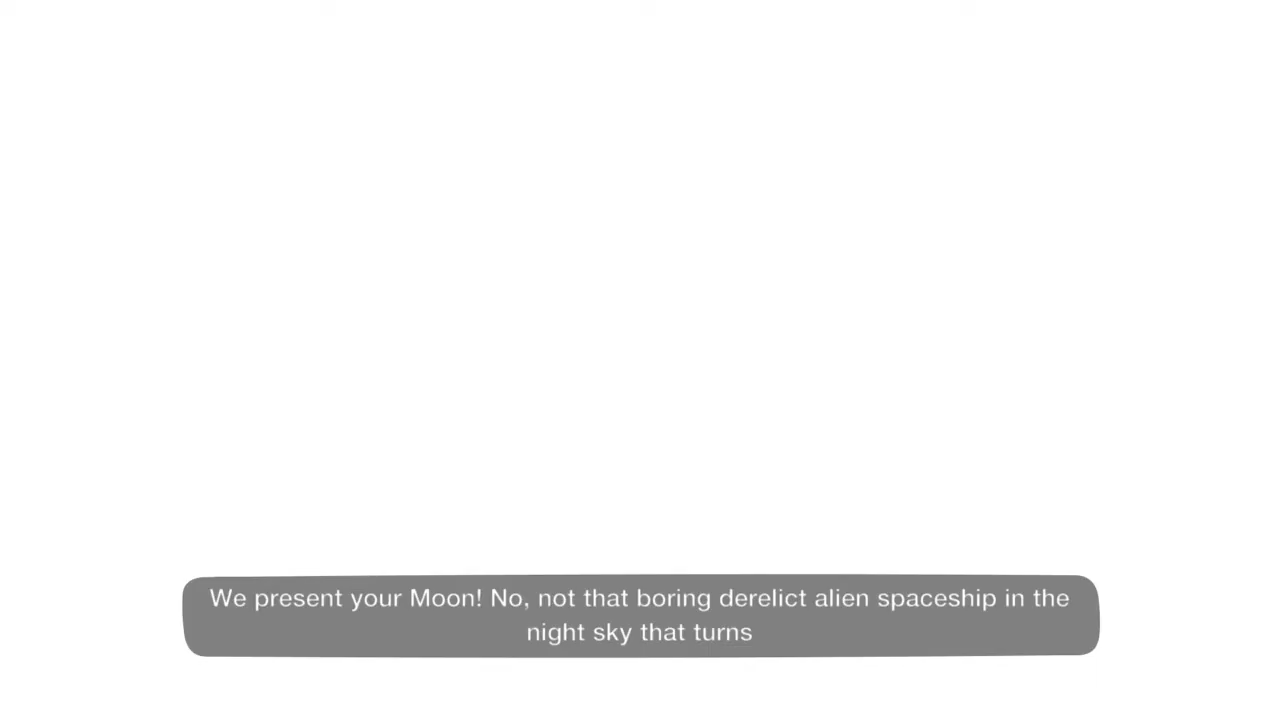 We present your Moon! No, not that boring derelict alien spaceship in the
night sky that turns